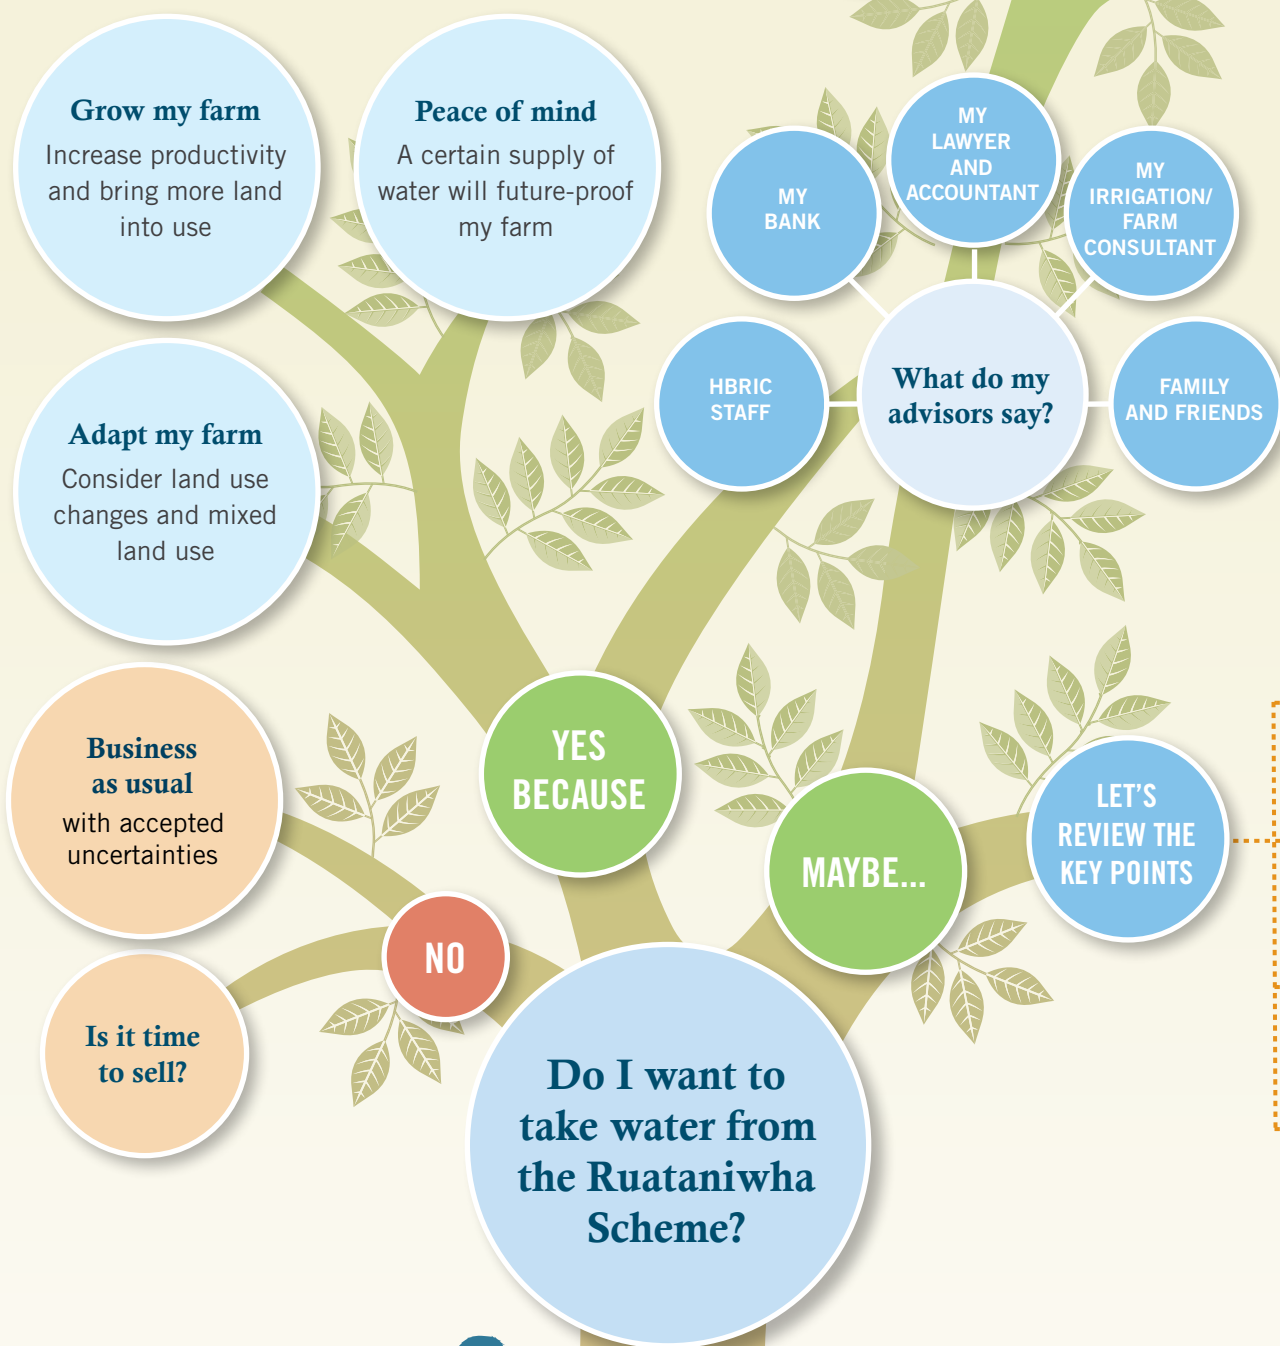 Grow my farm
Increase productivity
and bring more land
into use
Peace of mind
A certain supply of
water will future-proof
my farm
MY
BANK
MY
LAWYER
AND
ACCOUNTANT
MY
IRRIGATION/
FARM
CONSULTANT
HBRIC
STAFF
What do my
advisors say?
FAMILY
AND FRIENDS
Adapt my farm
Consider land use
changes and mixed
land use
Business
as usual
with accepted
uncertainties
YES
BECAUSE
MAYBE...
LET'S
REVIEW THE
KEY POINTS
NO
Is it time
to sell?
Do I want to
take water from
the Ruataniwha
Scheme?